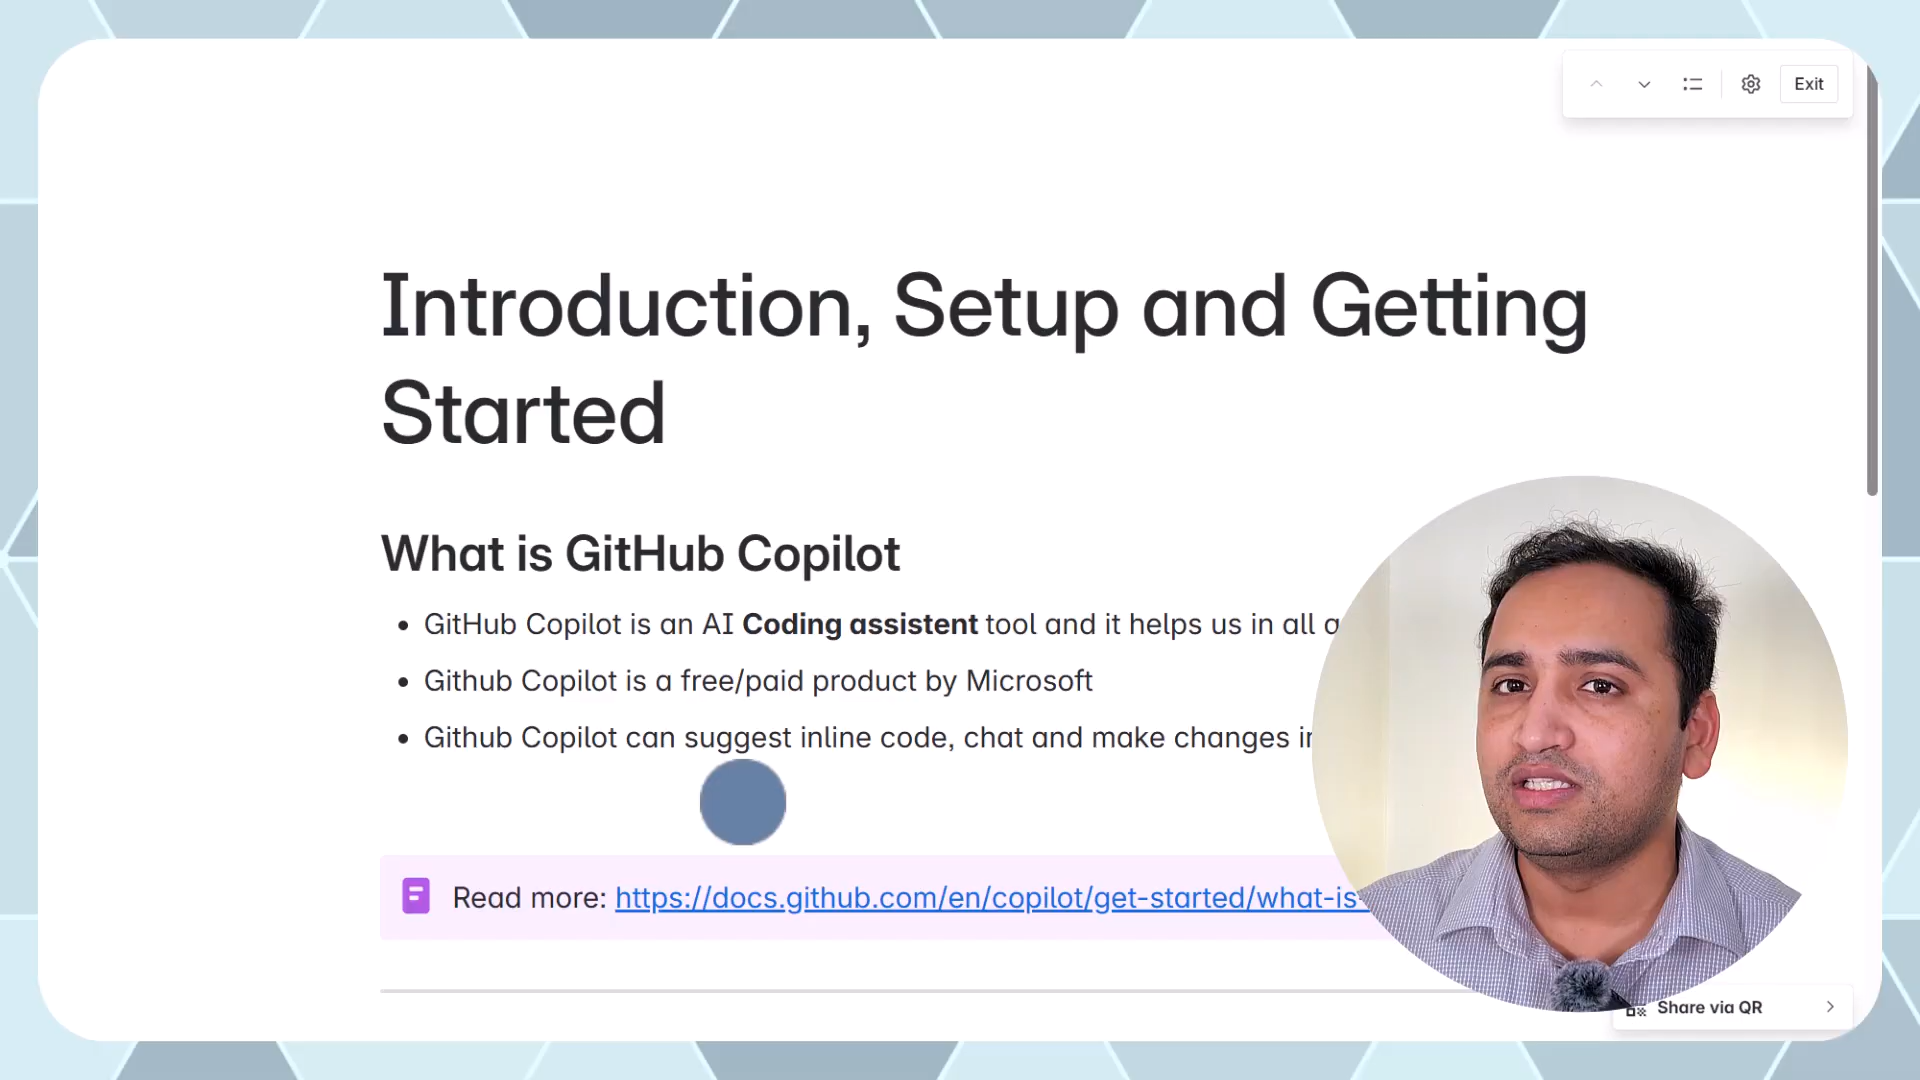 Exit
Introduction, Setup and Getting
Started
What is GitHub Copilot
GitHub Copilot is an AI Coding assistent tool and it helps us in all
Github Copilot is a free/paid product by Microsoft
Github Copilot can suggest inline code, chat and make changes
Read more: https://docs.github.com/en/copilot/get-started/what-is-
Share via QR